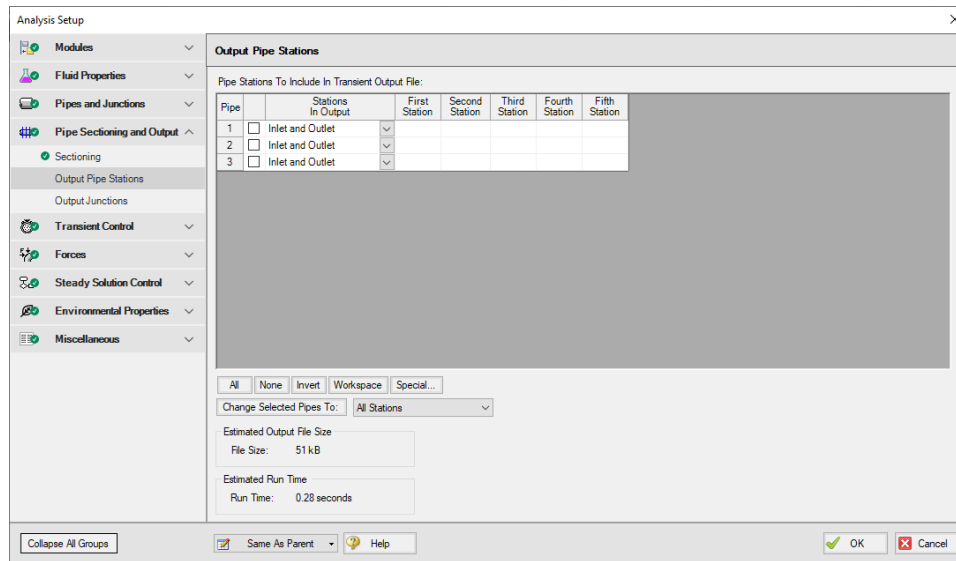 Analysis Setup
Modules
Fluid Properties
Pipes and Junctions
Pipe Sectioning and Output
Sectioning
Output Pipe Stations
Output Junctions
Transient Control
Forces
Steady Solution Control
Environmental Properties
Miscellaneous
Collapse All Groups
Output Pipe Stations
Pipe Stations To Include In Transient Output File:
Pipe Stations In Output First Station Second Station Third Station Fourth Station Fifth Station
1 Inlet and Outlet
2 Inlet and Outlet
3 Inlet and Outlet
All None Invert Workspace Special...
Change Selected Pipes To: All Stations
Estimated Output File Size
File Size: 51 kB
Estimated Run Time
Run Time: 0.28 seconds
Same As Parent Help OK Cancel